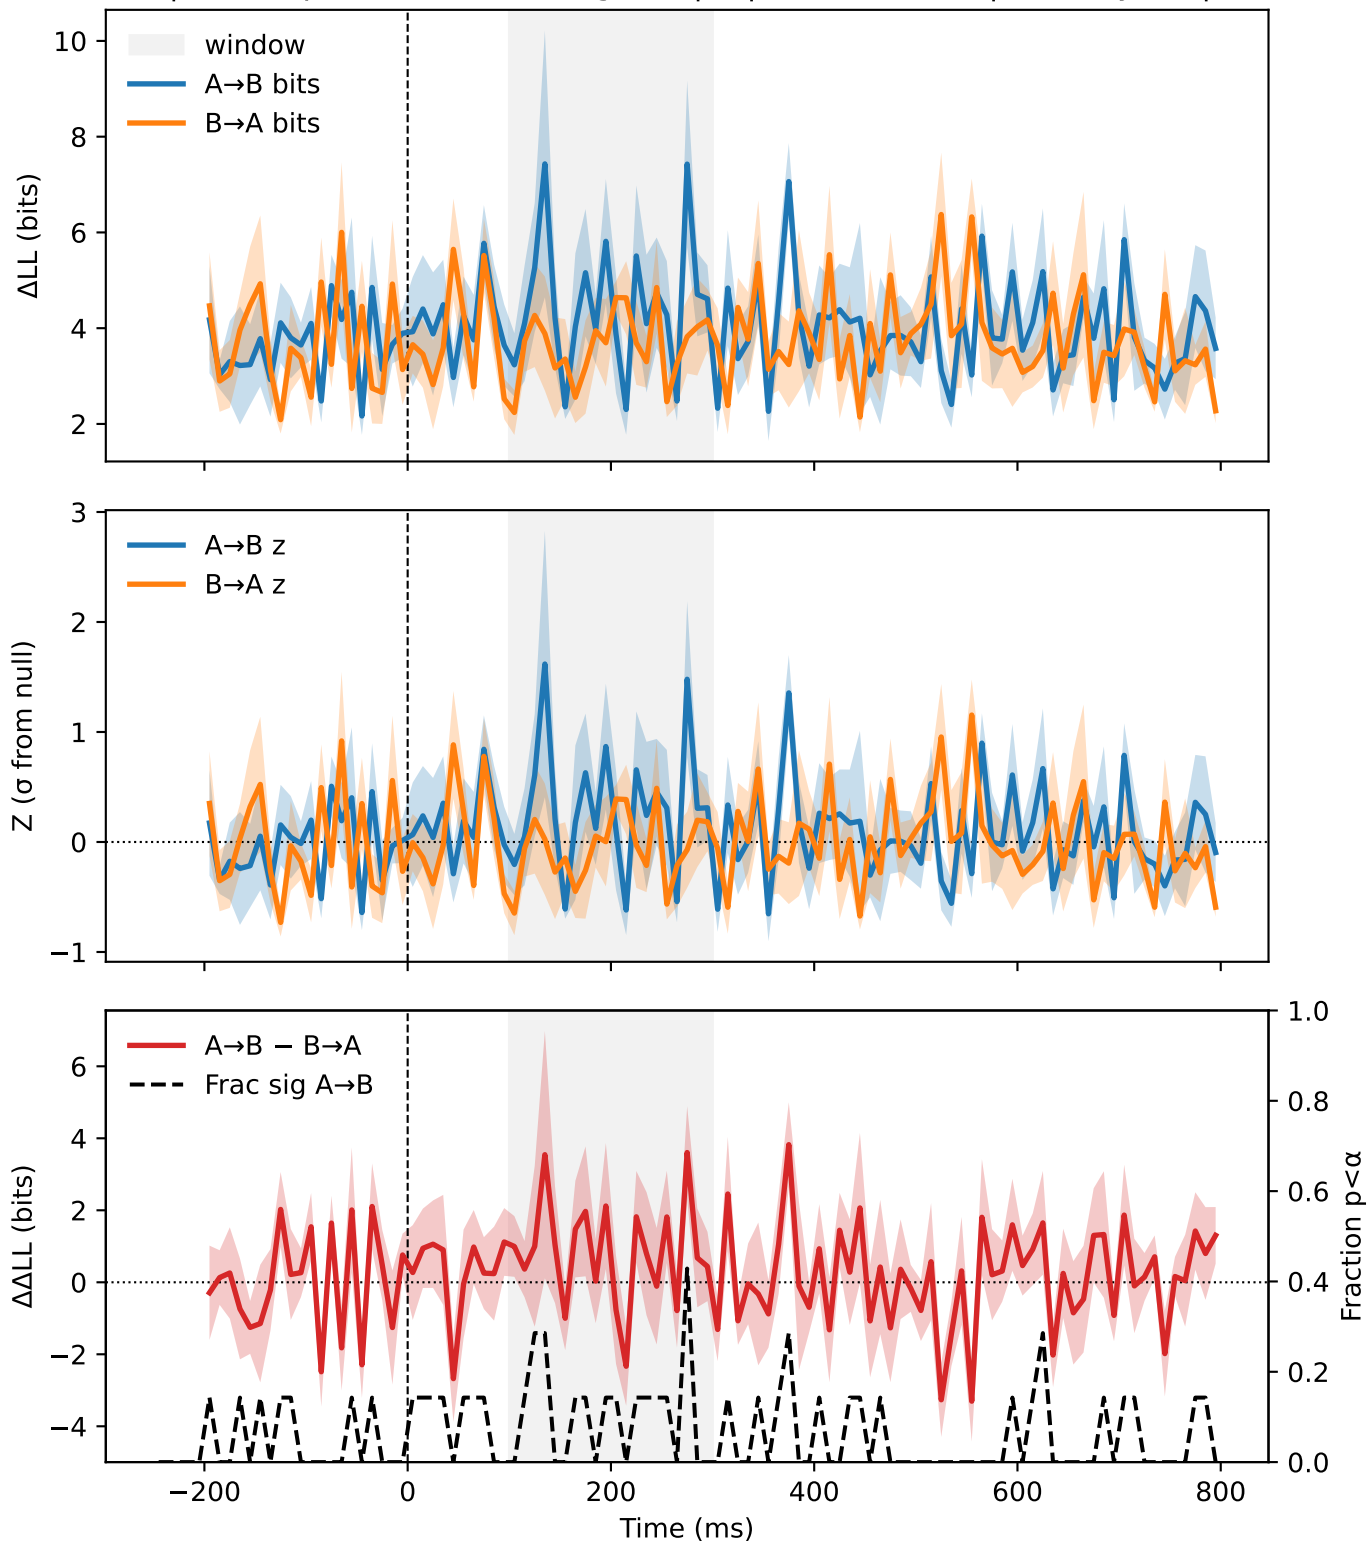 10
8
6
4
2
ΔLL (bits)
window
A→B bits
B→A bits
3
2
1
0
−1
Z (σ from null)
A→B z
B→A z
6
4
2
0
−2
−4
ΔΔLL (bits)
A→B − B→A
Frac sig A→B
1.0
0.8
0.6
0.4
0.2
0.0
Fraction p<α
−200 0 200 400 600 800
Time (ms)